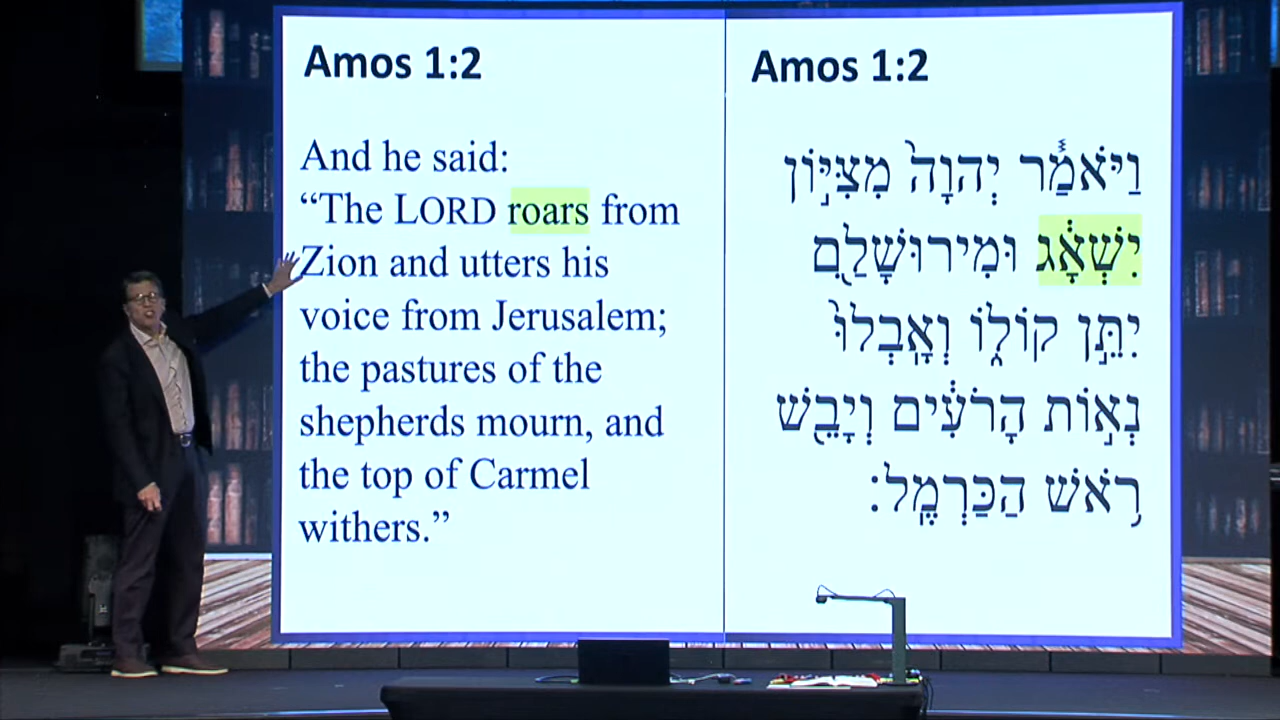 Amos 1:2
And he said:
“The LORD roars from
Zion and utters his
voice from Jerusalem;
the pastures of the
shepherds mourn, and
the top of Carmel
withers.”
Amos 1:2
וַיֹּאמַ֓ר יְהוָה֙ מִצִּיּ֣וֹן
יִשְׁאָ֔ג וּמִירוּשָׁלִַ֖ם
יִתֵּ֣ן קוֹל֑וֹ וְאָֽבְלוּ֙
נְא֣וֹת הָרֹעִ֔ים וְיָבֵ֖שׁ
רֹ֥אשׁ הַכַּרְמֶֽל׃